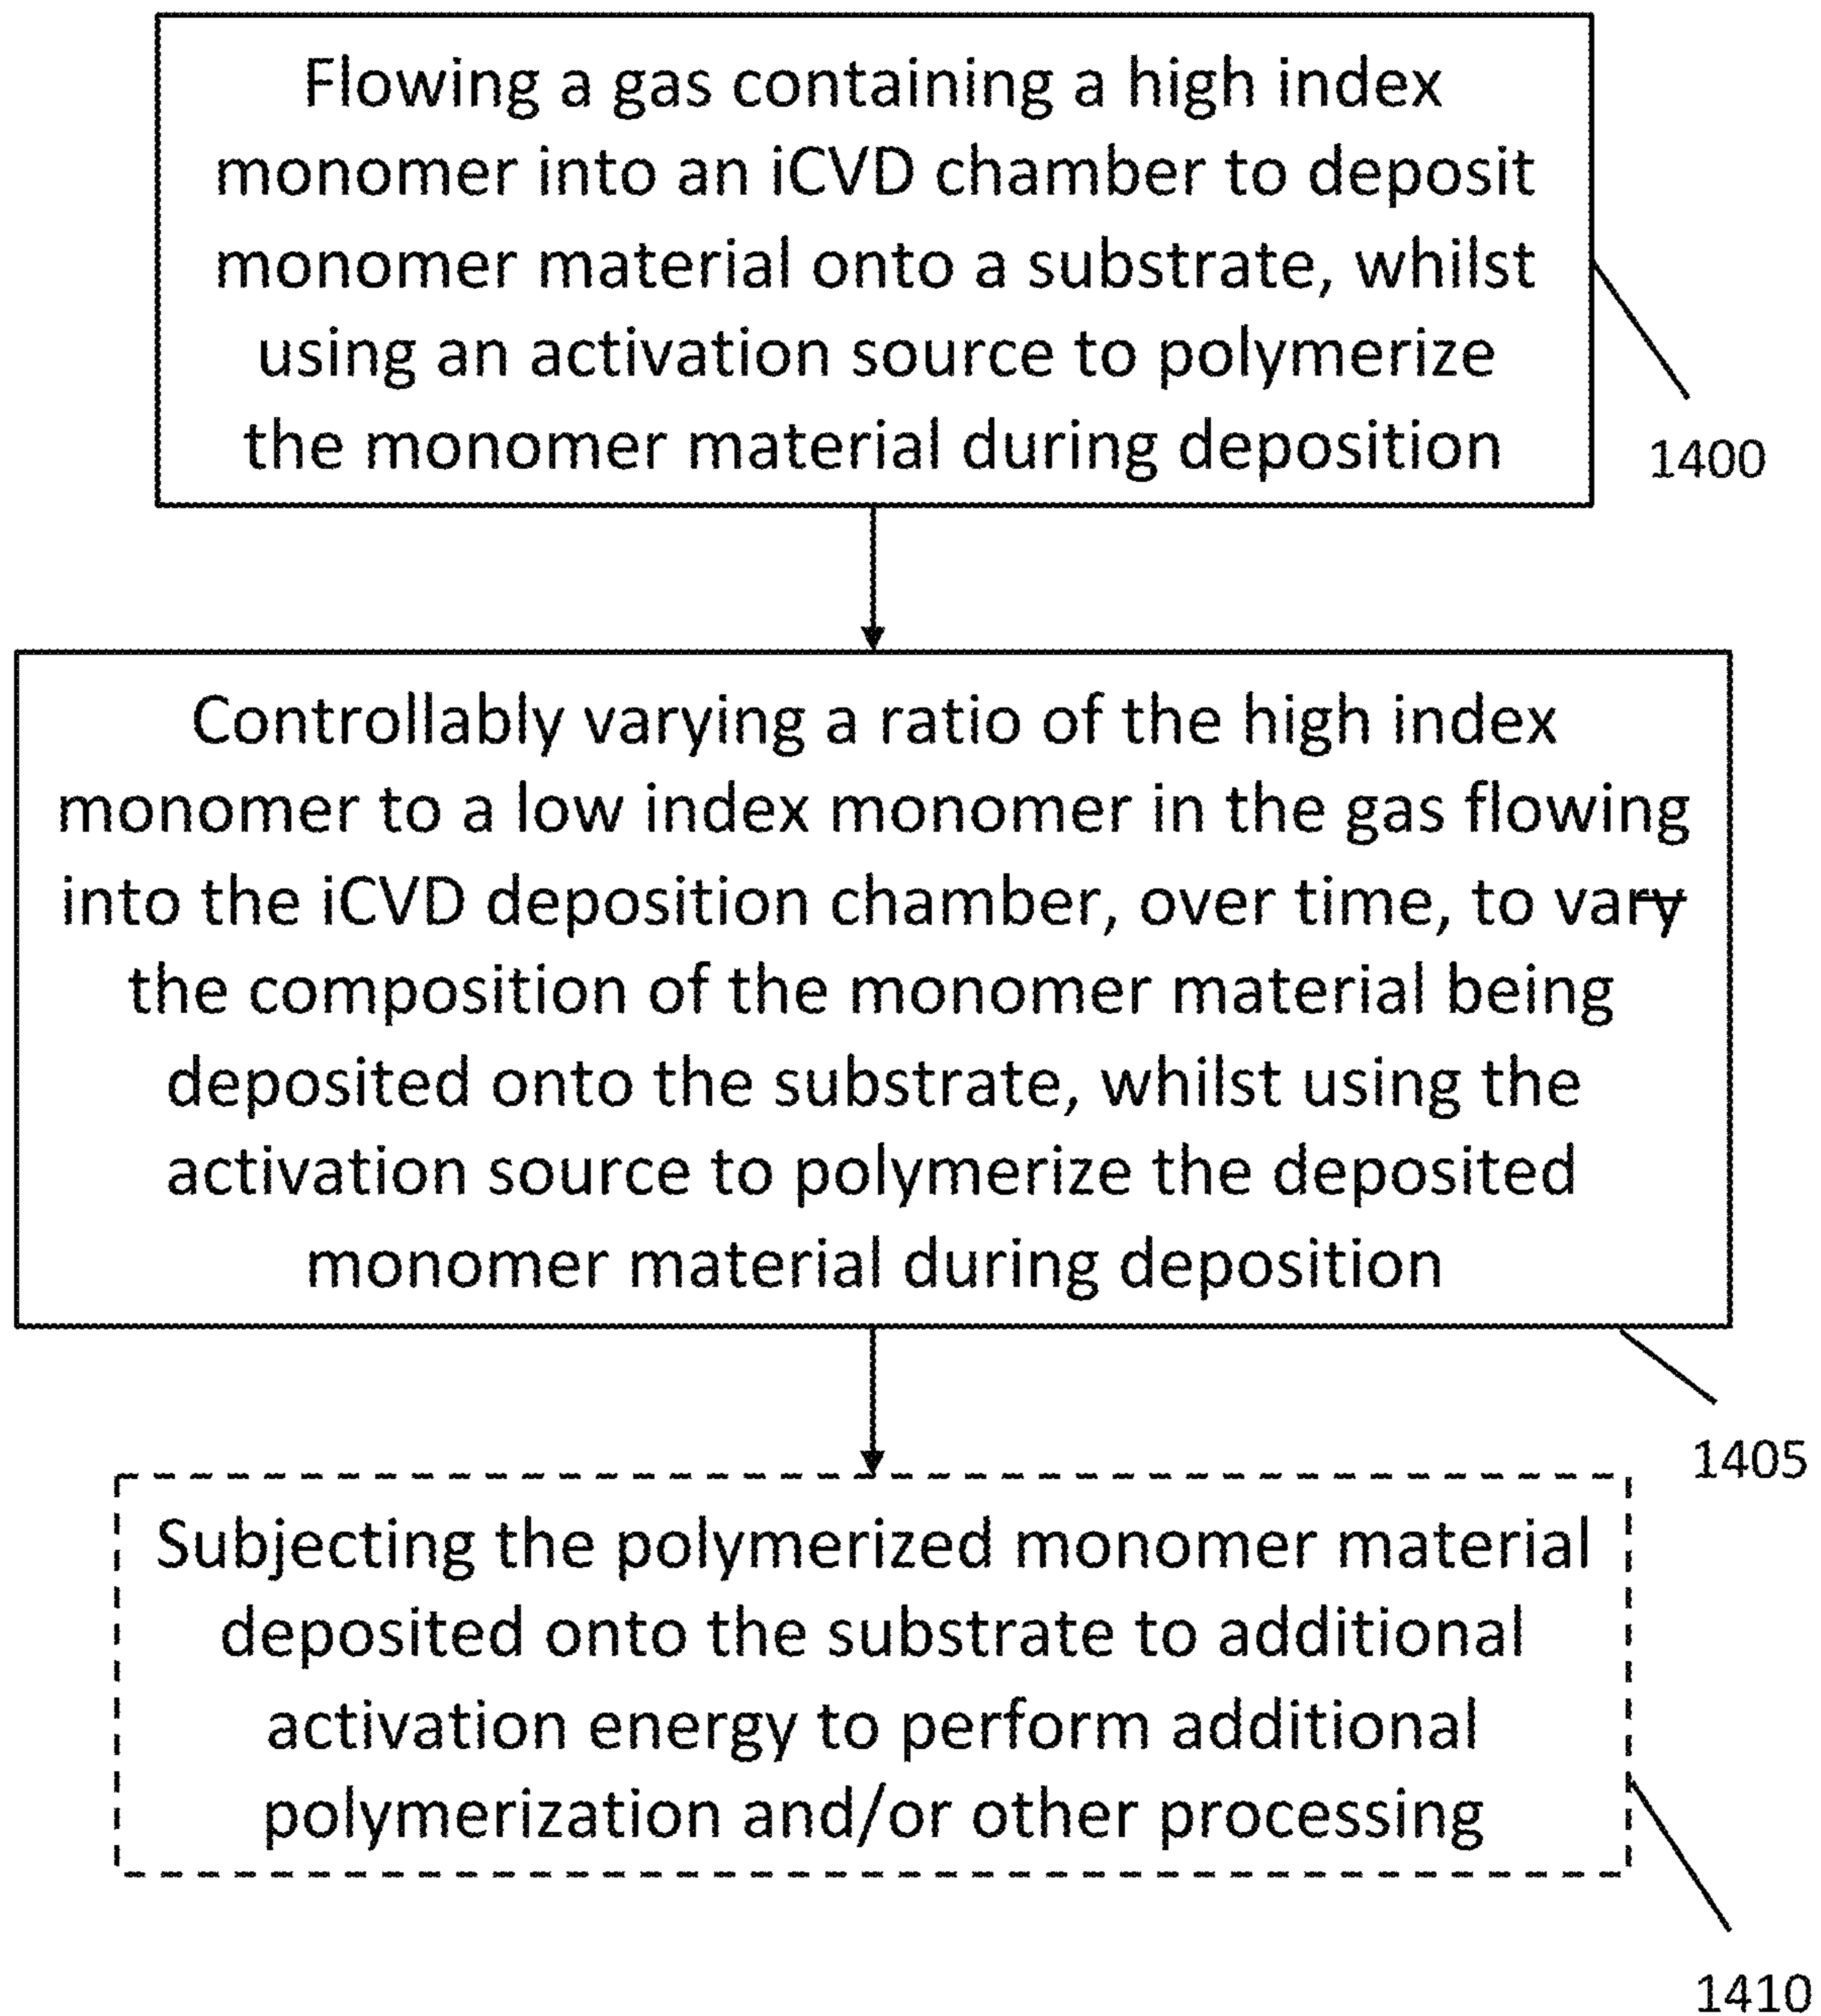 Flowing a gas containing a high index
monomer into an iCVD chamber to deposit
monomer material onto a substrate, whilst
using an activation source to polymerize
the monomer material during deposition
1400
Controllably varying a ratio of the high index
monomer to a low index monomer in the gas flowing
into the iCVD deposition chamber, over time, to vary
the composition of the monomer material being
deposited onto the substrate, whilst using the
activation source to polymerize the deposited
monomer material during deposition
1405
Subjecting the polymerized monomer material
deposited onto the substrate to additional
activation energy to perform additional
polymerization and/or other processing
1410